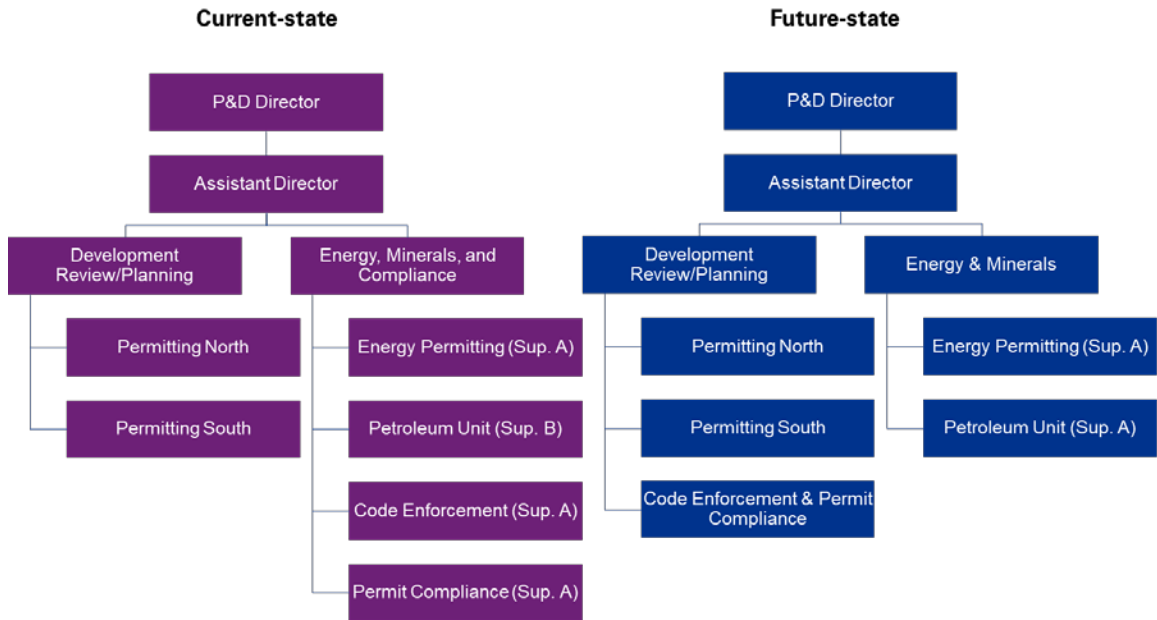 Current-state
P&D Director
Assistant Director
Development
Review/Planning
Energy, Minerals, and
Compliance
Permitting North
Permitting South
Energy Permitting (Sup. A)
Petroleum Unit (Sup. B)
Code Enforcement (Sup. A)
Permit Compliance (Sup. A)
Future-state
P&D Director
Assistant Director
Development
Review/Planning
Energy & Minerals
Permitting North
Permitting South
Code Enforcement & Permit
Compliance
Energy Permitting (Sup. A)
Petroleum Unit (Sup. A)